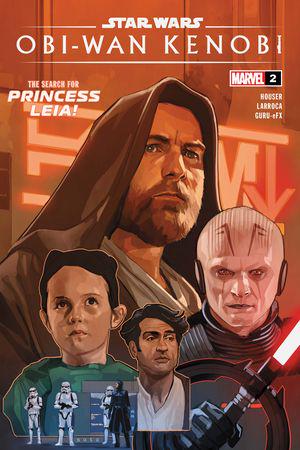 STAR WARS
OBI-WAN KENOBI
MARVEL 2
THE SEARCH FOR
PRINCESS
LEIA!
HOUSER
LARROCA
GURU-eFX